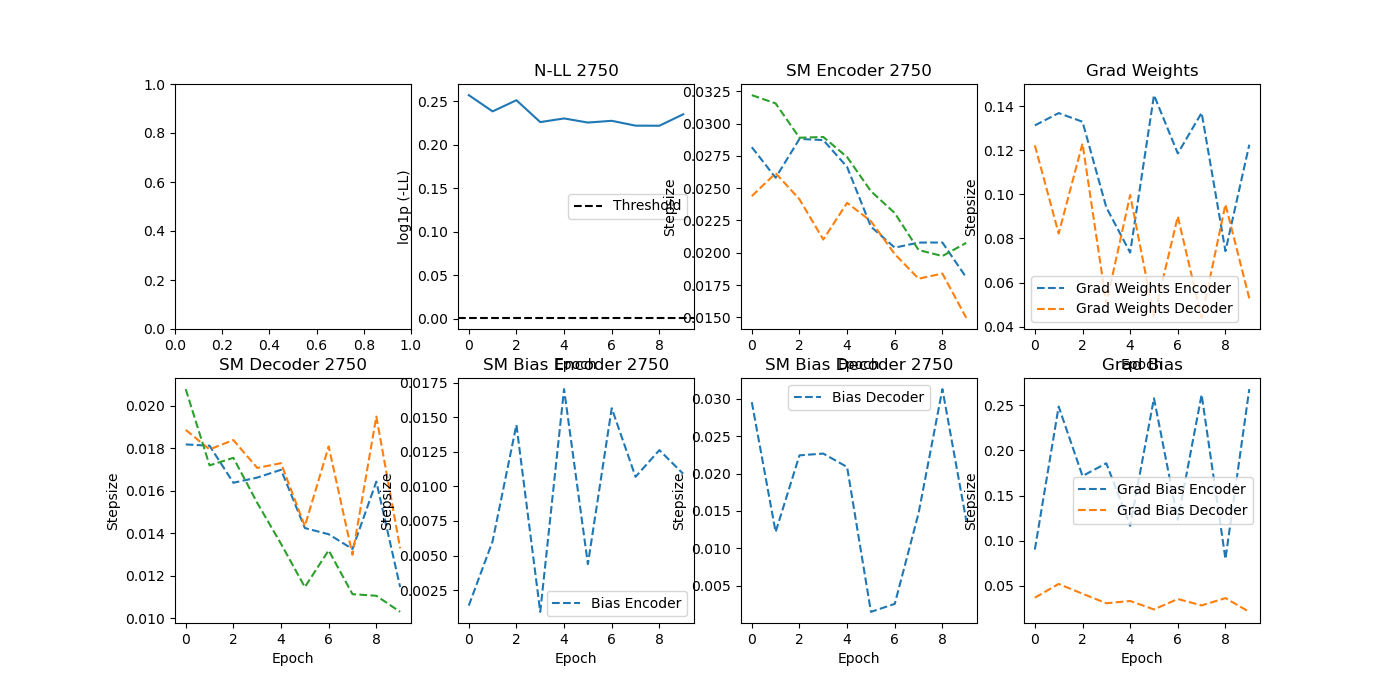 N-LL 2750
SM Encoder 2750
Grad Weights
1.0
0.8
0.6
0.4
0.2
0.0
0.0 0.2 0.4 0.6 0.8 1.0
log1p (-LL)
0.25
0.20
0.15
0.10
0.05
0.00
Threshold
0 2 4 6 8
Epoch
Stepsize
0.0325
0.0300
0.0275
0.0250
0.0225
0.0200
0.0175
0.0150
0 2 4 6 8
Epoch
Stepsize
0.14
0.12
0.10
0.08
0.06
0.04
Grad Weights Encoder
Grad Weights Decoder
0 2 4 6 8
Epoch
SM Decoder 2750
SM Bias Encoder 2750
SM Bias Decoder 2750
Grad Bias
Stepsize
0.020
0.018
0.016
0.014
0.012
0.010
0 2 4 6 8
Epoch
Stepsize
0.0175
0.0150
0.0125
0.0100
0.0075
0.0050
0.0025
Bias Encoder
0 2 4 6 8
Epoch
Stepsize
0.030
0.025
0.020
0.015
0.010
0.005
Bias Decoder
0 2 4 6 8
Epoch
Stepsize
0.25
0.20
0.15
0.10
0.05
Grad Bias Encoder
Grad Bias Decoder
0 2 4 6 8
Epoch